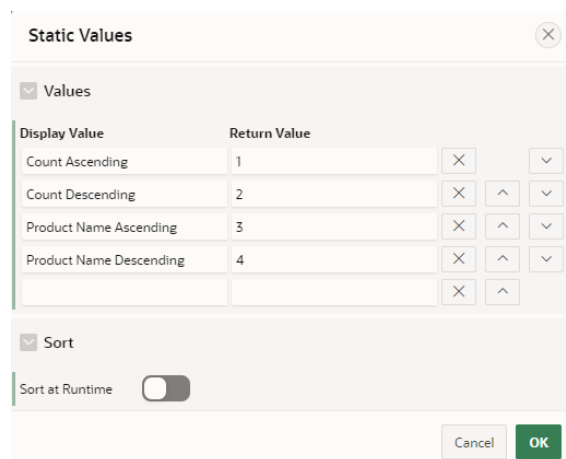 Static Values
Values
Display Value Return Value
Count Ascending 1
Count Descending 2
Product Name Ascending 3
Product Name Descending 4
Sort
Sort at Runtime
Cancel OK